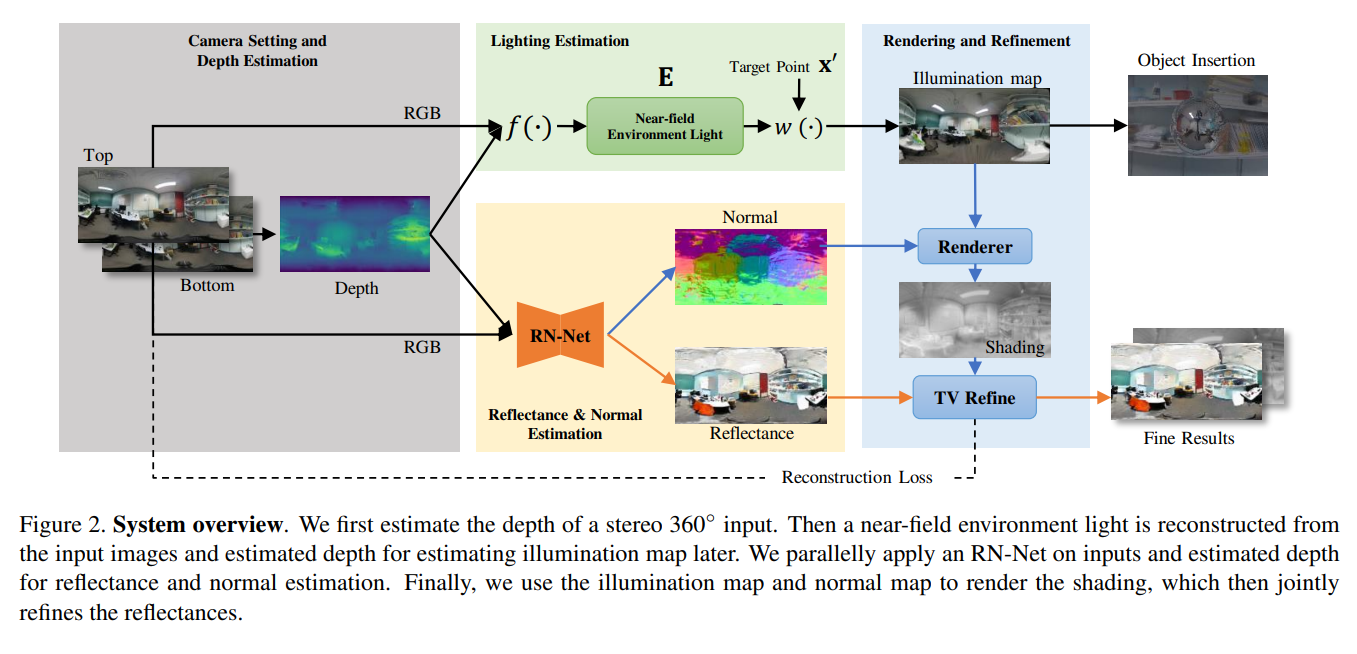 Camera Setting and
Depth Estimation
RGB
Top
Bottom
Depth
RGB
Lighting Estimation
E
Target Point x′
f(·)
Near-field
Environment Light
w(·)
Normal
RN-Net
Reflectance & Normal
Estimation
Reflectance
Rendering and Refinement
Illumination map
Renderer
Shading
TV Refine
Object Insertion
Fine Results
Reconstruction Loss
Figure 2. System overview. We first estimate the depth of a stereo 360° input. Then a near-field environment light is reconstructed from
the input images and estimated depth for estimating illumination map later. We parallelly apply an RN-Net on inputs and estimated depth
for reflectance and normal estimation. Finally, we use the illumination map and normal map to render the shading, which then jointly
refines the reflectances.